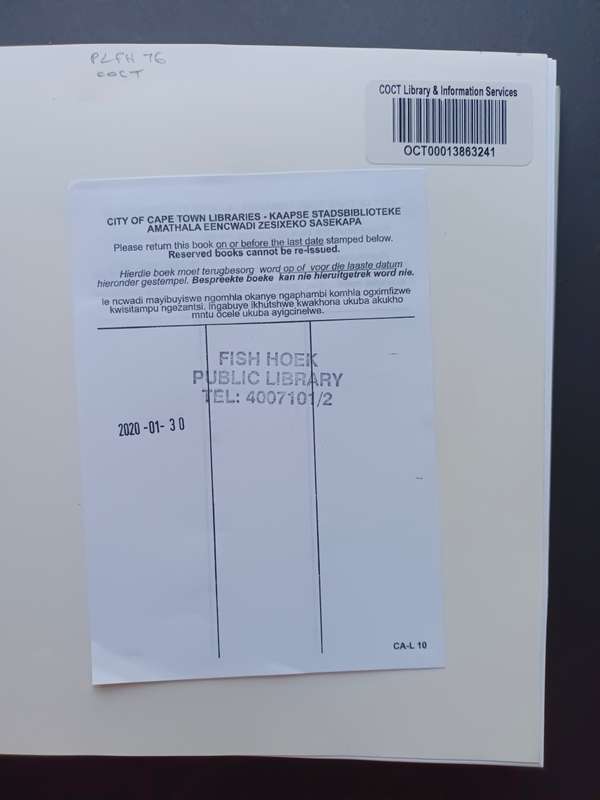 PLFH 76
COCT
COCT Library & Information Services
OCT00013863241
CITY OF CAPE TOWN LIBRARIES - KAAPSE STADSBIBLIOTEKE
AMATHALA EENCWADI ZESIXEKO SASEKAPA
Please return this book on or before the last date stamped below.
Reserved books cannot be re-issued.
Hierdie boek moet terugbesorg word op of voor die laaste datum
hieronder gestempel. Bespreekte boeke kan nie heruitgetrek word nie.
le ncwadi mayibuyiswe ngomhla okanye ngaphambi komhla ogximfizwe
kwisitampu ngezantsi. Ingabuye ikhutshwe kwakhona ukuba akukho
mntu ocele ukuba ayigcinelwe.
FISH HOEK
PUBLIC LIBRARY
TEL: 4007101/2
2020-01-30
CA-L 10